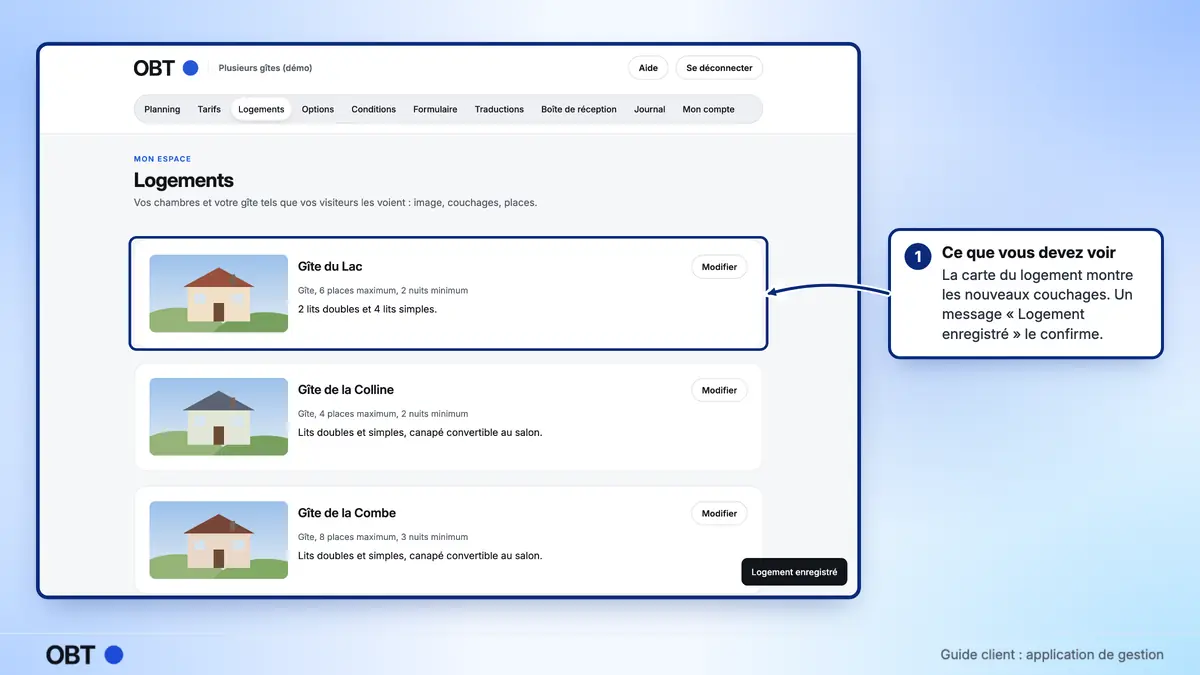 OBT
Plusieurs gîtes (démo)
Aide
Se déconnecter
Planning
Tarifs
Logements
Options
Conditions
Formulaire
Traductions
Boîte de réception
Journal
Mon compte
MON ESPACE
Logements
Vos chambres et votre gîte tels que vos visiteurs les voient : image, couchages, places.
Gîte du Lac
Modifier
Gîte, 6 places maximum, 2 nuits minimum
2 lits doubles et 4 lits simples.
Gîte de la Colline
Modifier
Gîte, 4 places maximum, 2 nuits minimum
Lits doubles et simples, canapé convertible au salon.
Gîte de la Combe
Modifier
Gîte, 8 places maximum, 3 nuits minimum
Lits doubles et simples, canapé convertible au salon.
Logement enregistré
1
Ce que vous devez voir
La carte du logement montre
les nouveaux couchages. Un
message « Logement
enregistré » le confirme.
OBT
Guide client : application de gestion